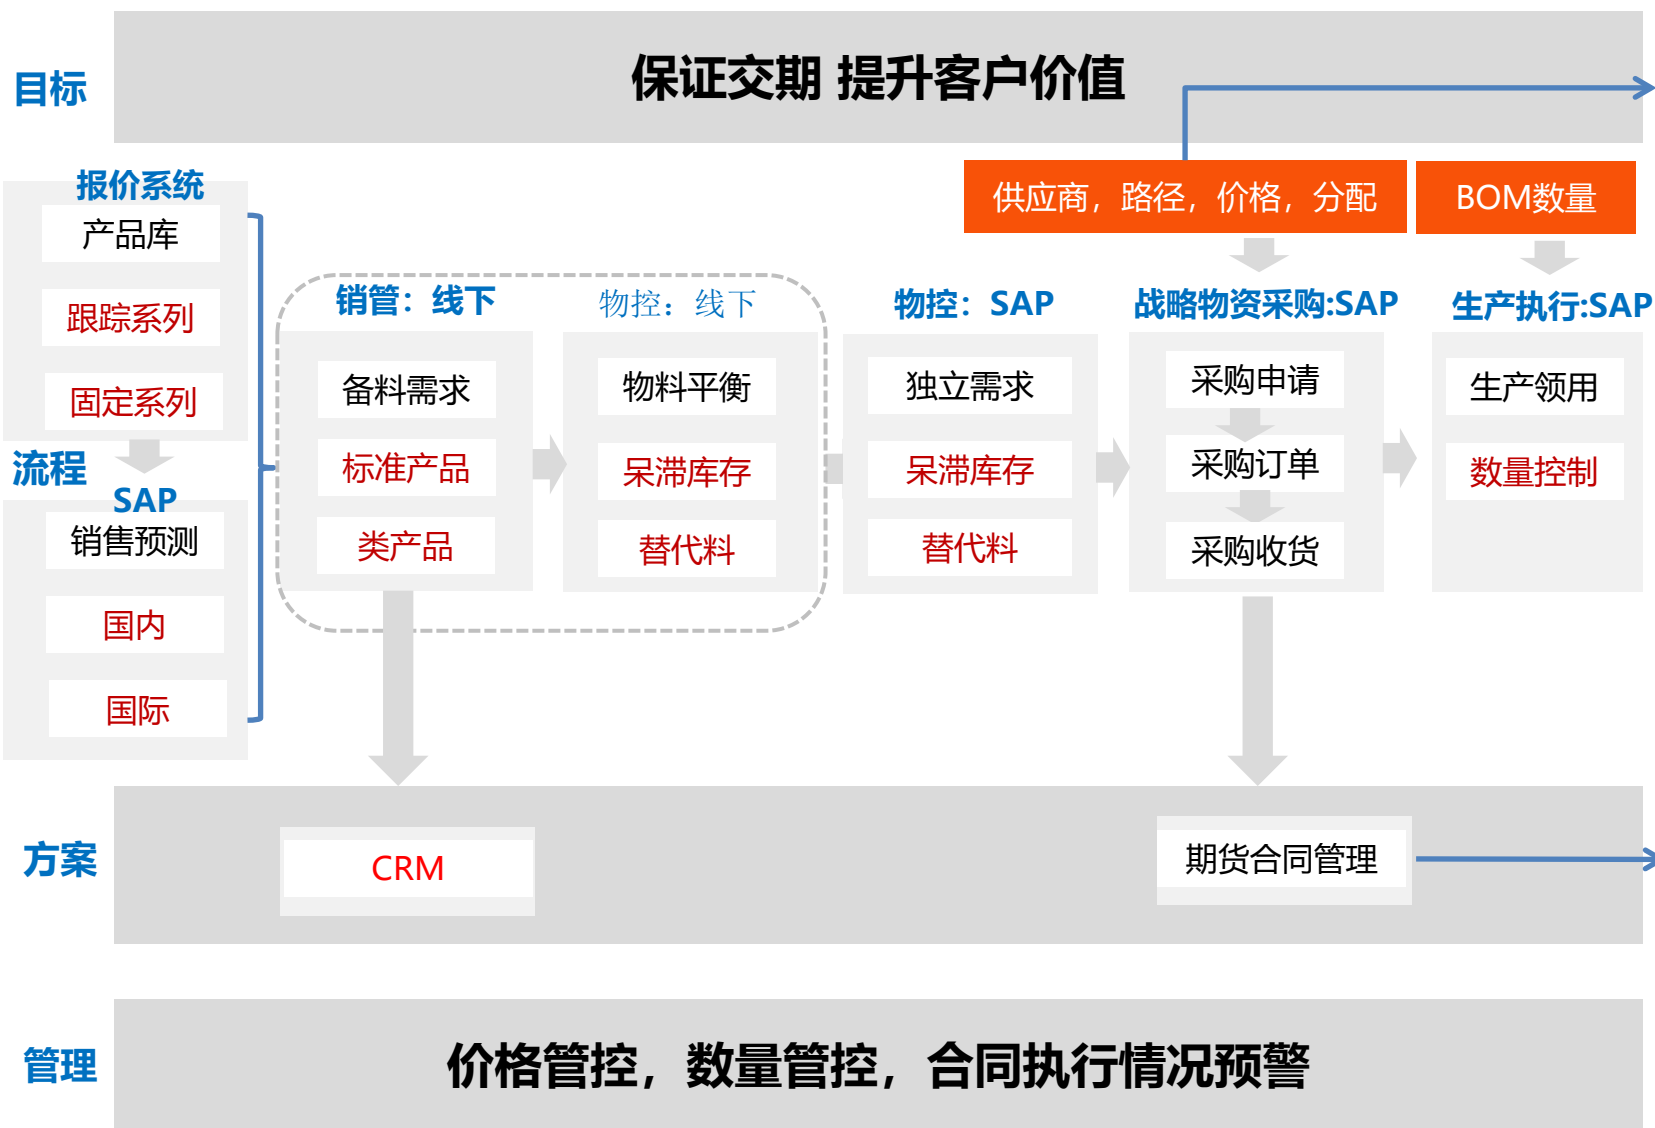 目标
保证交期 提升客户价值
供应商，路径，价格，分配
BOM数量
报价系统
产品库
跟踪系列
固定系列
流程
SAP
销售预测
国内
国际
销管：线下
备料需求
标准产品
类产品
物控：线下
物料平衡
呆滞库存
替代料
物控：SAP
独立需求
呆滞库存
替代料
战略物资采购:SAP
采购申请
采购订单
采购收货
生产执行:SAP
生产领用
数量控制
方案
CRM
期货合同管理
管理
价格管控，数量管控，合同执行情况预警